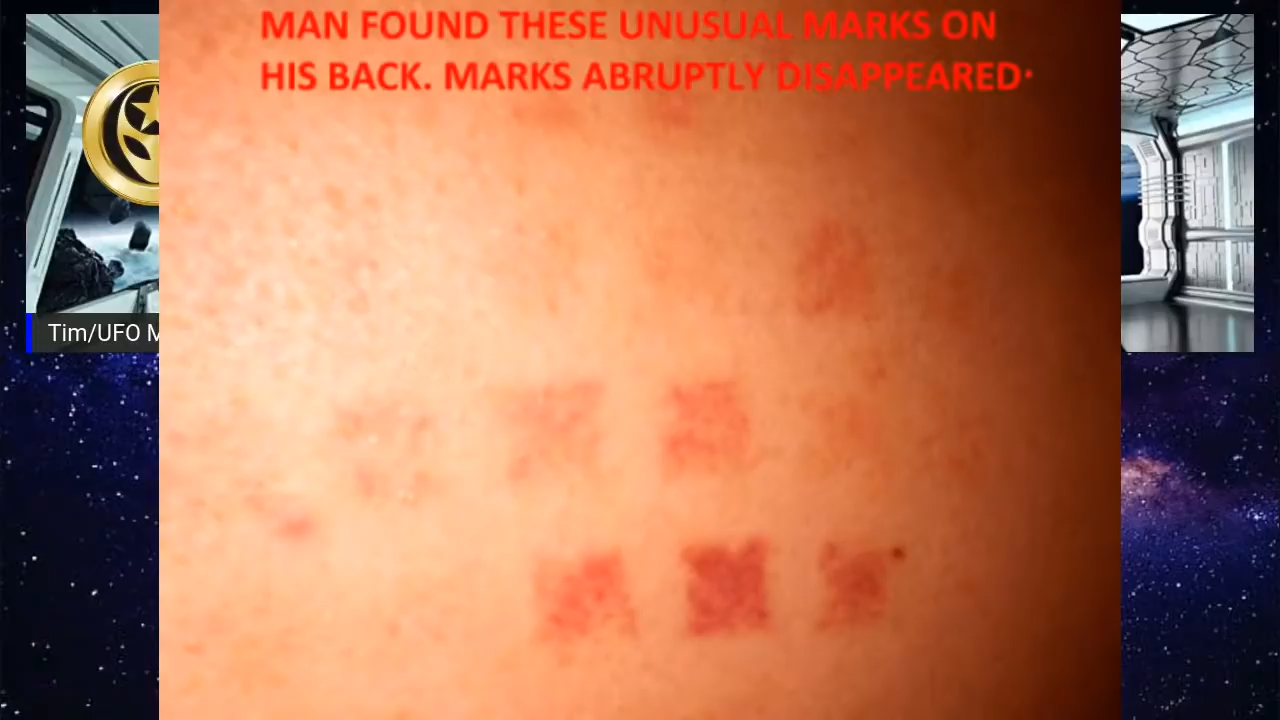 MAN FOUND THESE UNUSUAL MARKS ON
HIS BACK. MARKS ABRUPTLY DISAPPEARED·
Tim/UFO M